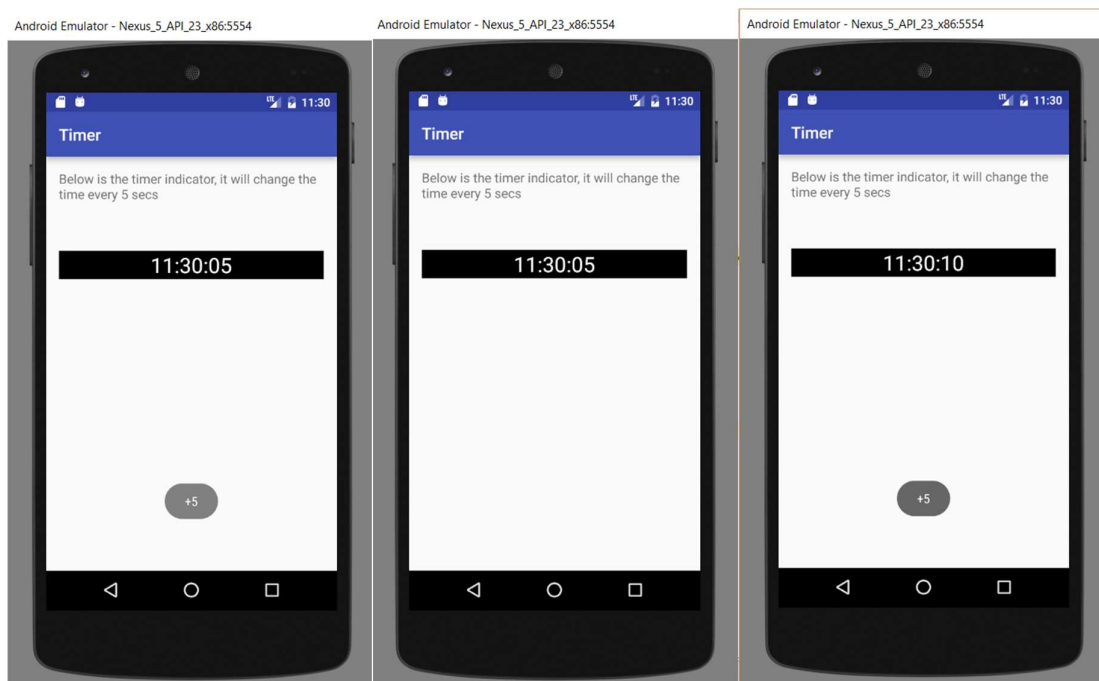 Android Emulator - Nexus_5_API_23_x86:5554
LTE 11:30
Timer
Below is the timer indicator, it will change the
time every 5 secs
11:30:05
+5
Android Emulator - Nexus_5_API_23_x86:5554
LTE 11:30
Timer
Below is the timer indicator, it will change the
time every 5 secs
11:30:05
Android Emulator - Nexus_5_API_23_x86:5554
LTE 11:30
Timer
Below is the timer indicator, it will change the
time every 5 secs
11:30:10
+5